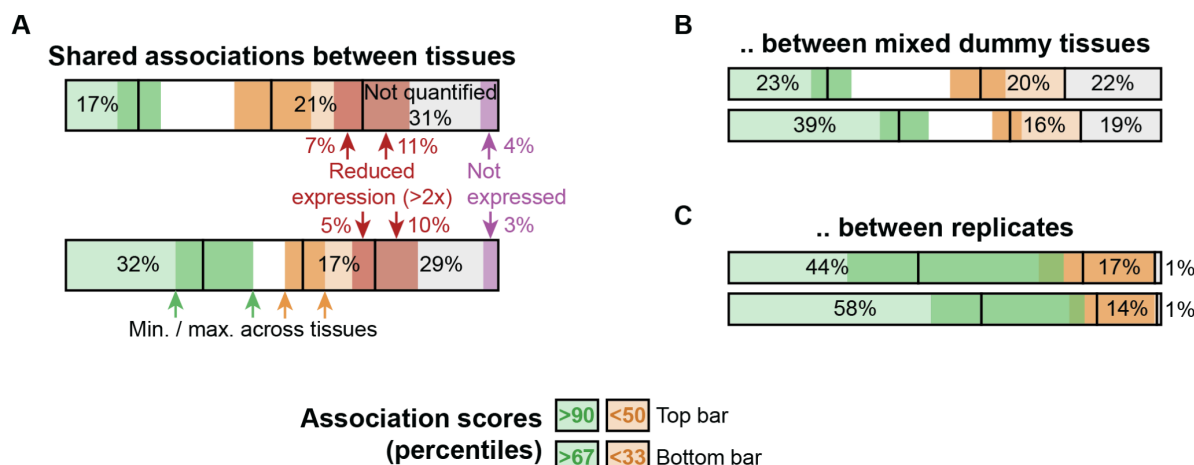 A
Shared associations between tissues
17%
21%
Not quantified
31%
7%
11%
4%
Reduced
expression (>2x)
Not
expressed
5%
10%
3%
32%
17%
29%
Min. / max. across tissues
B
.. between mixed dummy tissues
23%
20%
22%
39%
16%
19%
C
.. between replicates
44%
17%
1%
58%
14%
1%
Association scores
(percentiles)
>90 <50 Top bar
>67 <33 Bottom bar